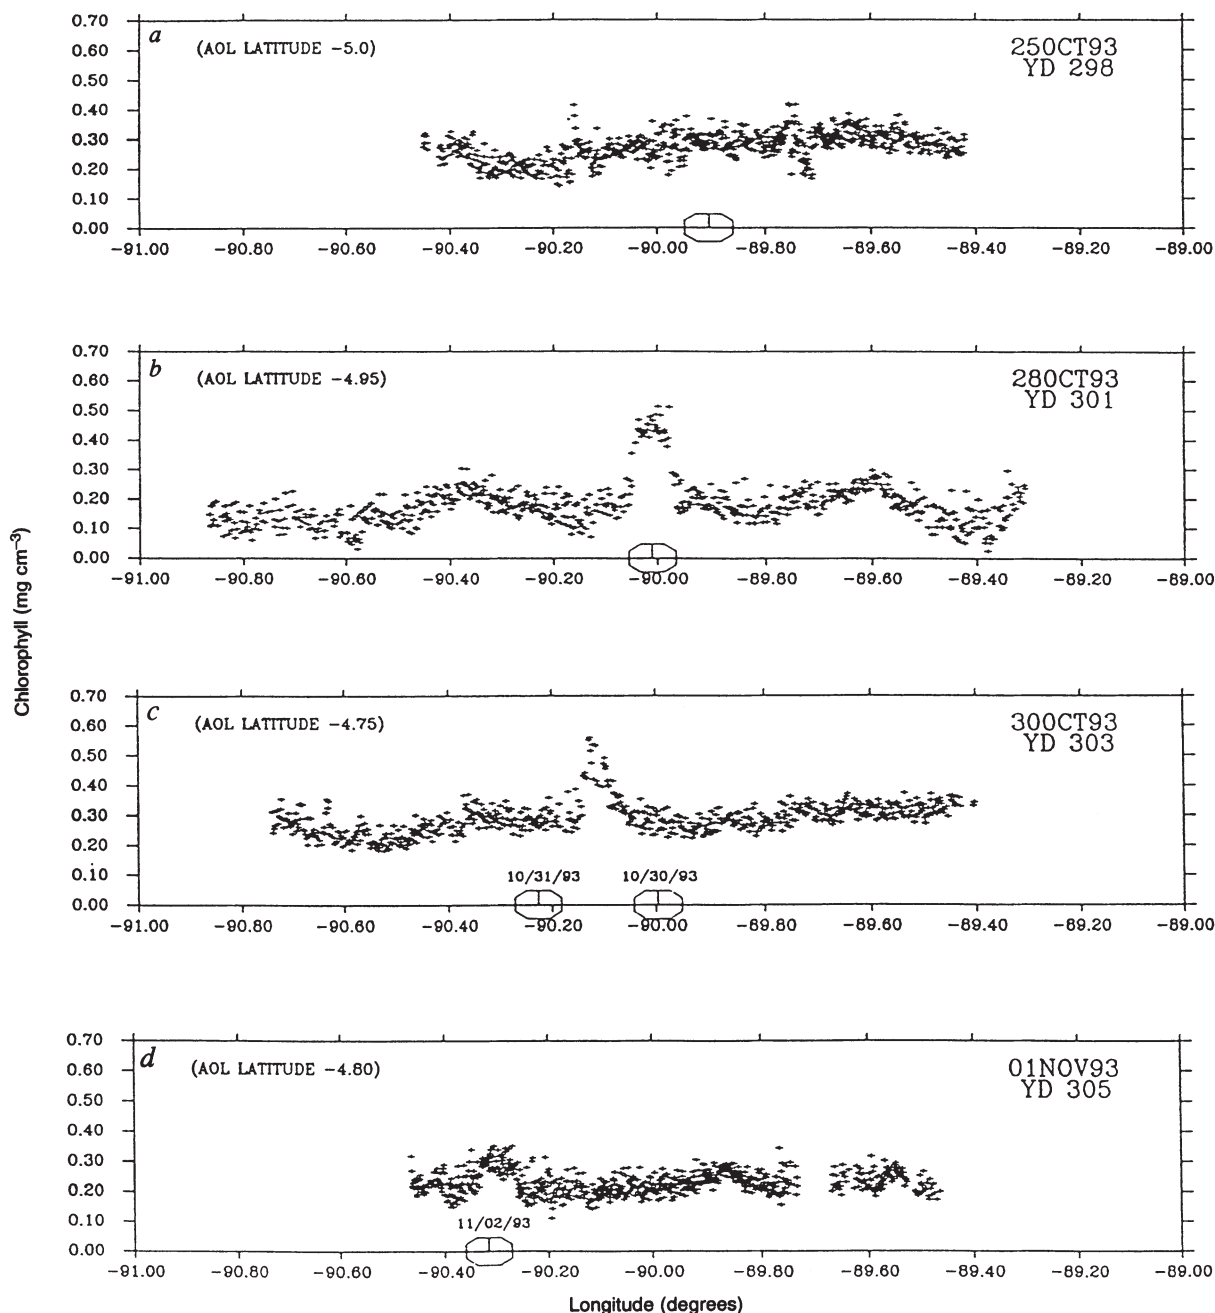 0.70
a
(AOL LATITUDE -5.0)
250CT93
YD 298
0.60
0.50
0.40
0.30
0.20
0.10
0.00
-91.00 -90.80 -90.60 -90.40 -90.20 -90.00 -89.80 -89.60 -89.40 -89.20 -89.00
0.70
b
(AOL LATITUDE -4.95)
280CT93
YD 301
0.60
0.50
0.40
0.30
0.20
0.10
0.00
-91.00 -90.80 -90.60 -90.40 -90.20 -90.00 -89.80 -89.60 -89.40 -89.20 -89.00
Chlorophyll (mg cm⁻³)
0.70
c
(AOL LATITUDE -4.75)
300CT93
YD 303
0.60
0.50
0.40
0.30
0.20
0.10
10/31/93 10/30/93
0.00
-91.00 -90.80 -90.60 -90.40 -90.20 -90.00 -89.80 -89.60 -89.40 -89.20 -89.00
0.70
d
(AOL LATITUDE -4.80)
01NOV93
YD 305
0.60
0.50
0.40
0.30
0.20
0.10
11/02/93
0.00
-91.00 -90.80 -90.60 -90.40 -90.20 -90.00 -89.80 -89.60 -89.40 -89.20 -89.00
Longitude (degrees)